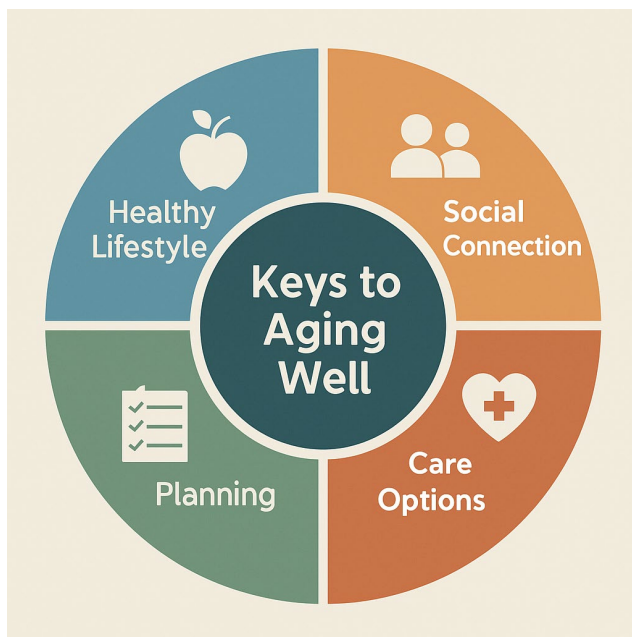 Healthy
Lifestyle
Social
Connection
Keys to
Aging
Well
Planning
Care
Options